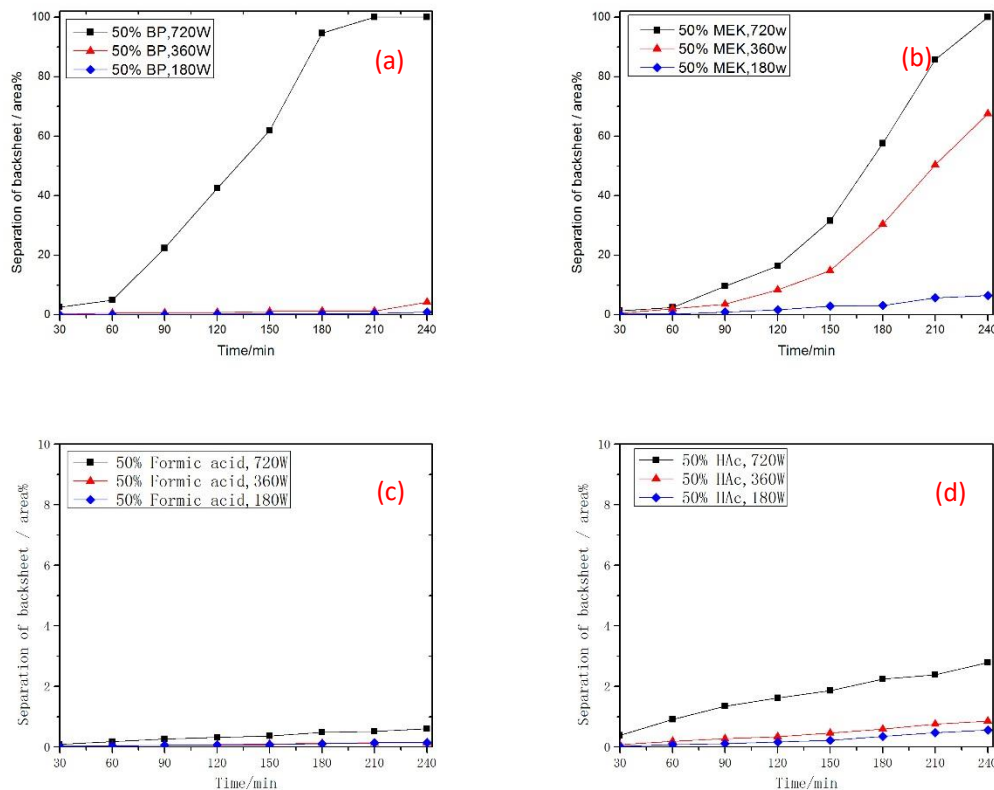 100
80
60
40
20
0
Separation of backsheet / area%
50% BP,720W
50% BP,360W
50% BP,180W
(a)
30 60 90 120 150 180 210 240
Time/min
100
80
60
40
20
0
Separation of backsheet / area%
50% MEK,720w
50% MEK,360w
50% MEK,180w
(b)
30 60 90 120 150 180 210 240
Time/min
10
8
6
4
2
0
Separation of backsheet / area%
50% Formic acid,720W
50% Formic acid,360W
50% Formic acid,180W
(c)
30 60 90 120 150 180 210 240
Time/min
10
8
6
4
2
0
Separation of backsheet / area%
50% HAc,720W
50% HAc,360W
50% HAc,180W
(d)
30 60 90 120 150 180 210 240
Time/min